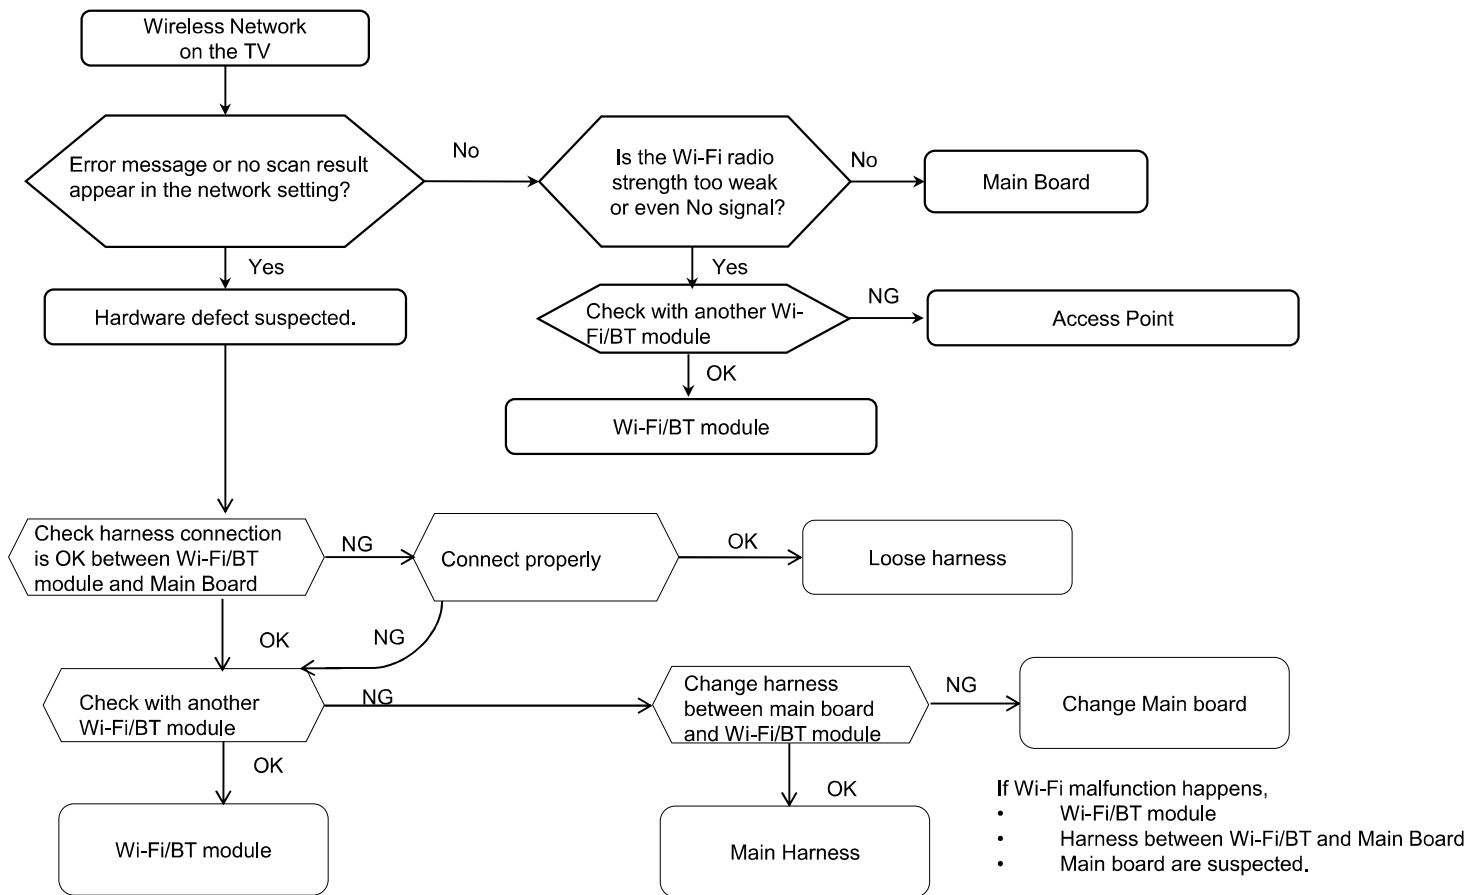 Wireless Network
on the TV
Error message or no scan result
appear in the network setting?
No
Is the Wi-Fi radio
strength too weak
or even No signal?
No
Main Board
Yes
Yes
Hardware defect suspected.
Check with another Wi-
Fi/BT module
NG
Access Point
OK
Wi-Fi/BT module
Check harness connection
is OK between Wi-Fi/BT
module and Main Board
NG
Connect properly
OK
Loose harness
OK
NG
Check with another
Wi-Fi/BT module
NG
Change harness
between main board
and Wi-Fi/BT module
NG
Change Main board
OK
Wi-Fi/BT module
OK
Main Harness
If Wi-Fi malfunction happens,
• Wi-Fi/BT module
• Harness between Wi-Fi/BT and Main Board
• Main board are suspected.